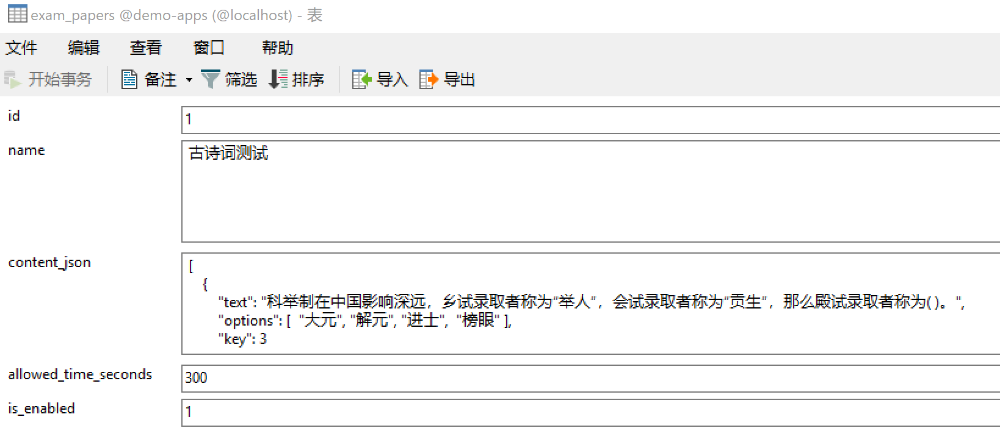 exam_papers @demo-apps (@localhost) - 表
文件 编辑 查看 窗口 帮助
开始事务 备注 筛选 排序 导入 导出
id 1
name 古诗词测试
content_json [
{
"text": "科举制在中国影响深远，乡试录取者称为“举人”，会试录取者称为“贡生”，那么殿试录取者称为( )。",
"options": [ "大元", "解元", "进士", "榜眼" ],
"key": 3
allowed_time_seconds 300
is_enabled 1